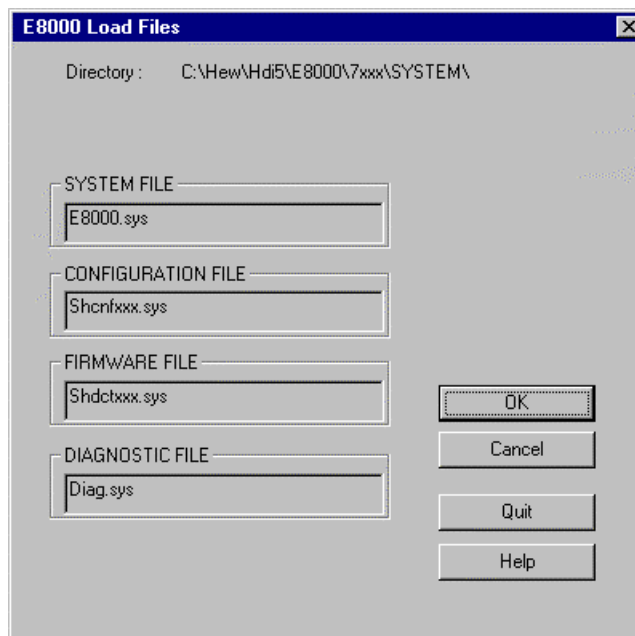 E8000 Load Files
Directory : C:\Hew\Hdi5\E8000\7xxx\SYSTEM\
SYSTEM FILE
E8000.sys
CONFIGURATION FILE
Shcnfxxx.sys
FIRMWARE FILE
Shdctxxx.sys
DIAGNOSTIC FILE
Diag.sys
OK
Cancel
Quit
Help